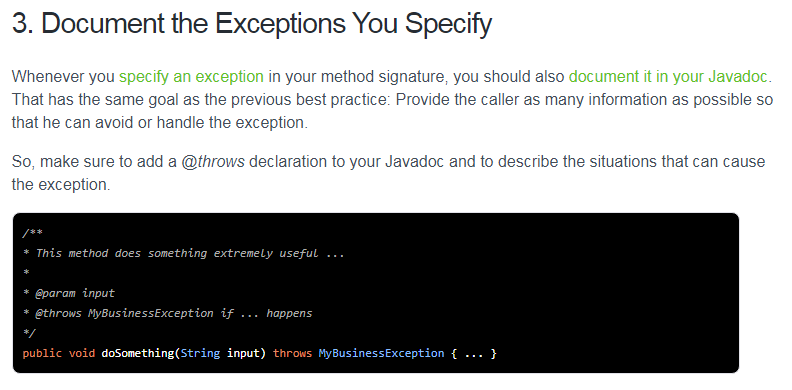 3. Document the Exceptions You Specify
Whenever you specify an exception in your method signature, you should also document it in your Javadoc.
That has the same goal as the previous best practice: Provide the caller as many information as possible so
that he can avoid or handle the exception.
So, make sure to add a @throws declaration to your Javadoc and to describe the situations that can cause
the exception.
/**
* This method does something extremely useful ...
*
* @param input
* @throws MyBusinessException if ... happens
*/
public void doSomething(String input) throws MyBusinessException { ... }